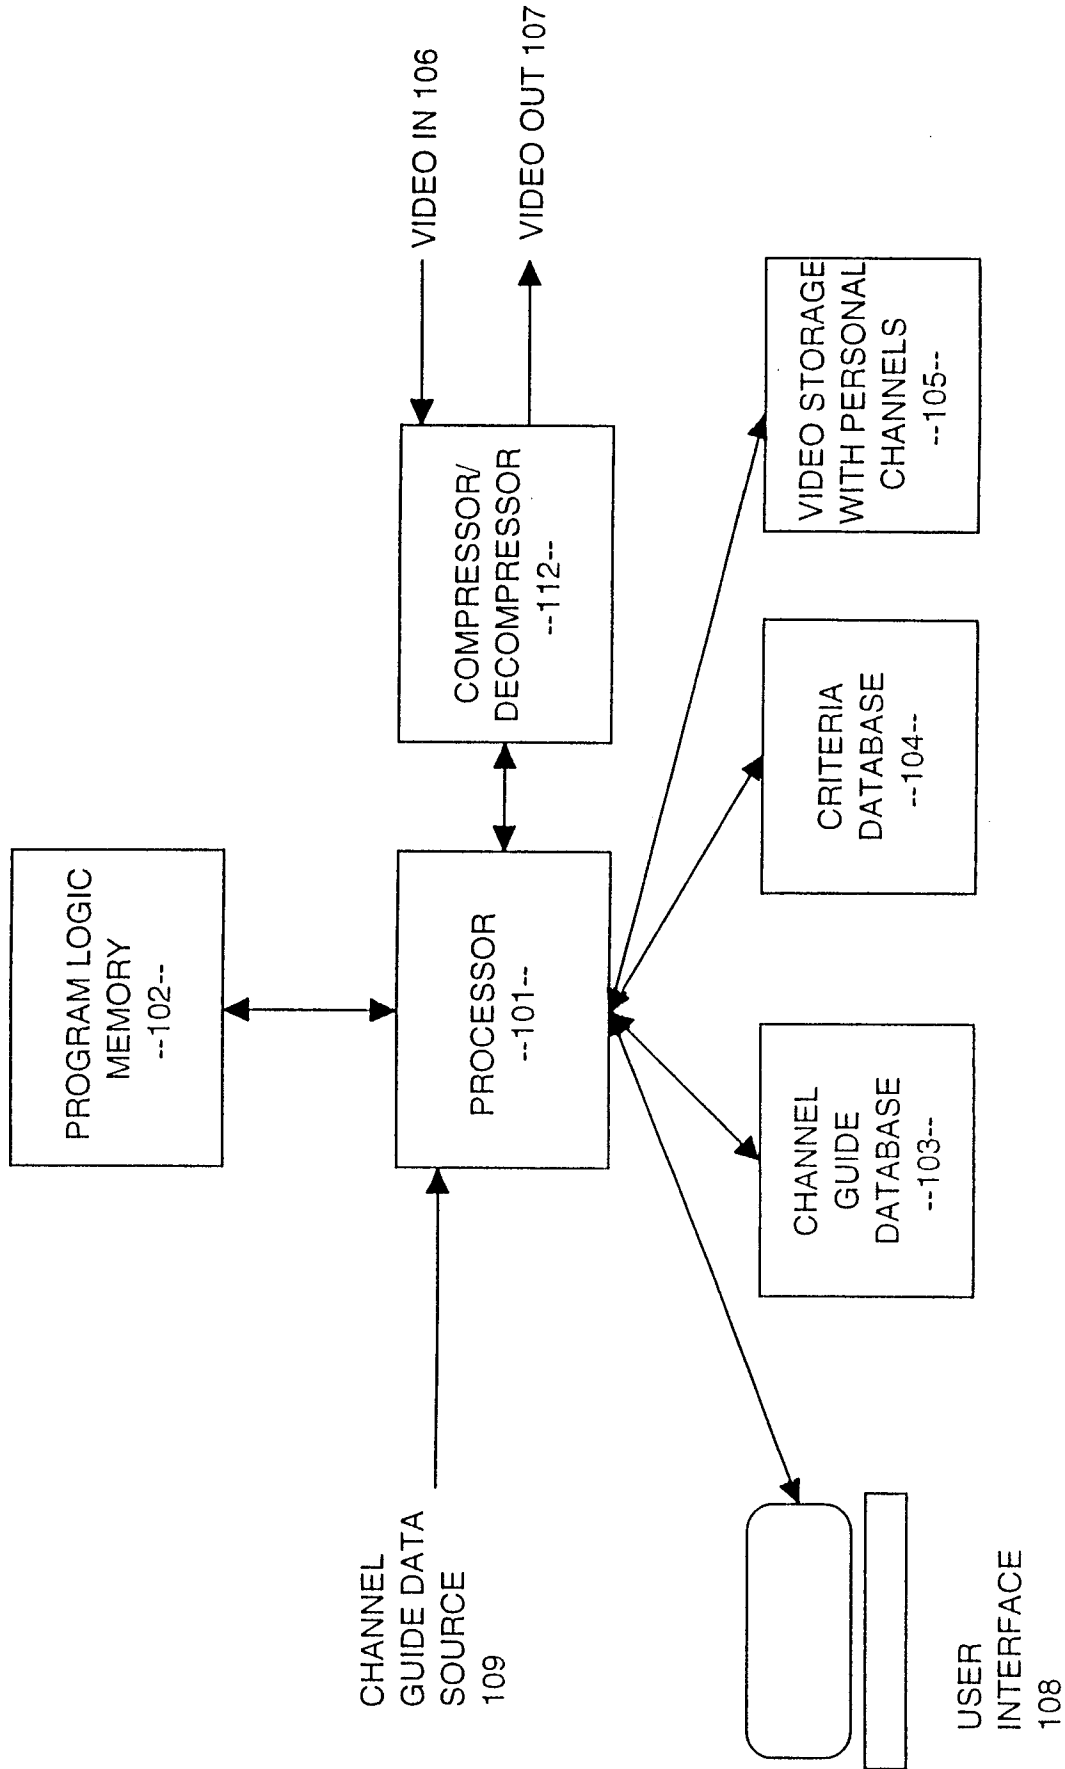 PROGRAM LOGIC
MEMORY
--102--
CHANNEL
GUIDE DATA
SOURCE
109
PROCESSOR
--101--
COMPRESSOR/
DECOMPRESSOR
--112--
VIDEO IN 106
VIDEO OUT 107
USER
INTERFACE
108
CHANNEL
GUIDE
DATABASE
--103--
CRITERIA
DATABASE
--104--
VIDEO STORAGE
WITH PERSONAL
CHANNELS
--105--